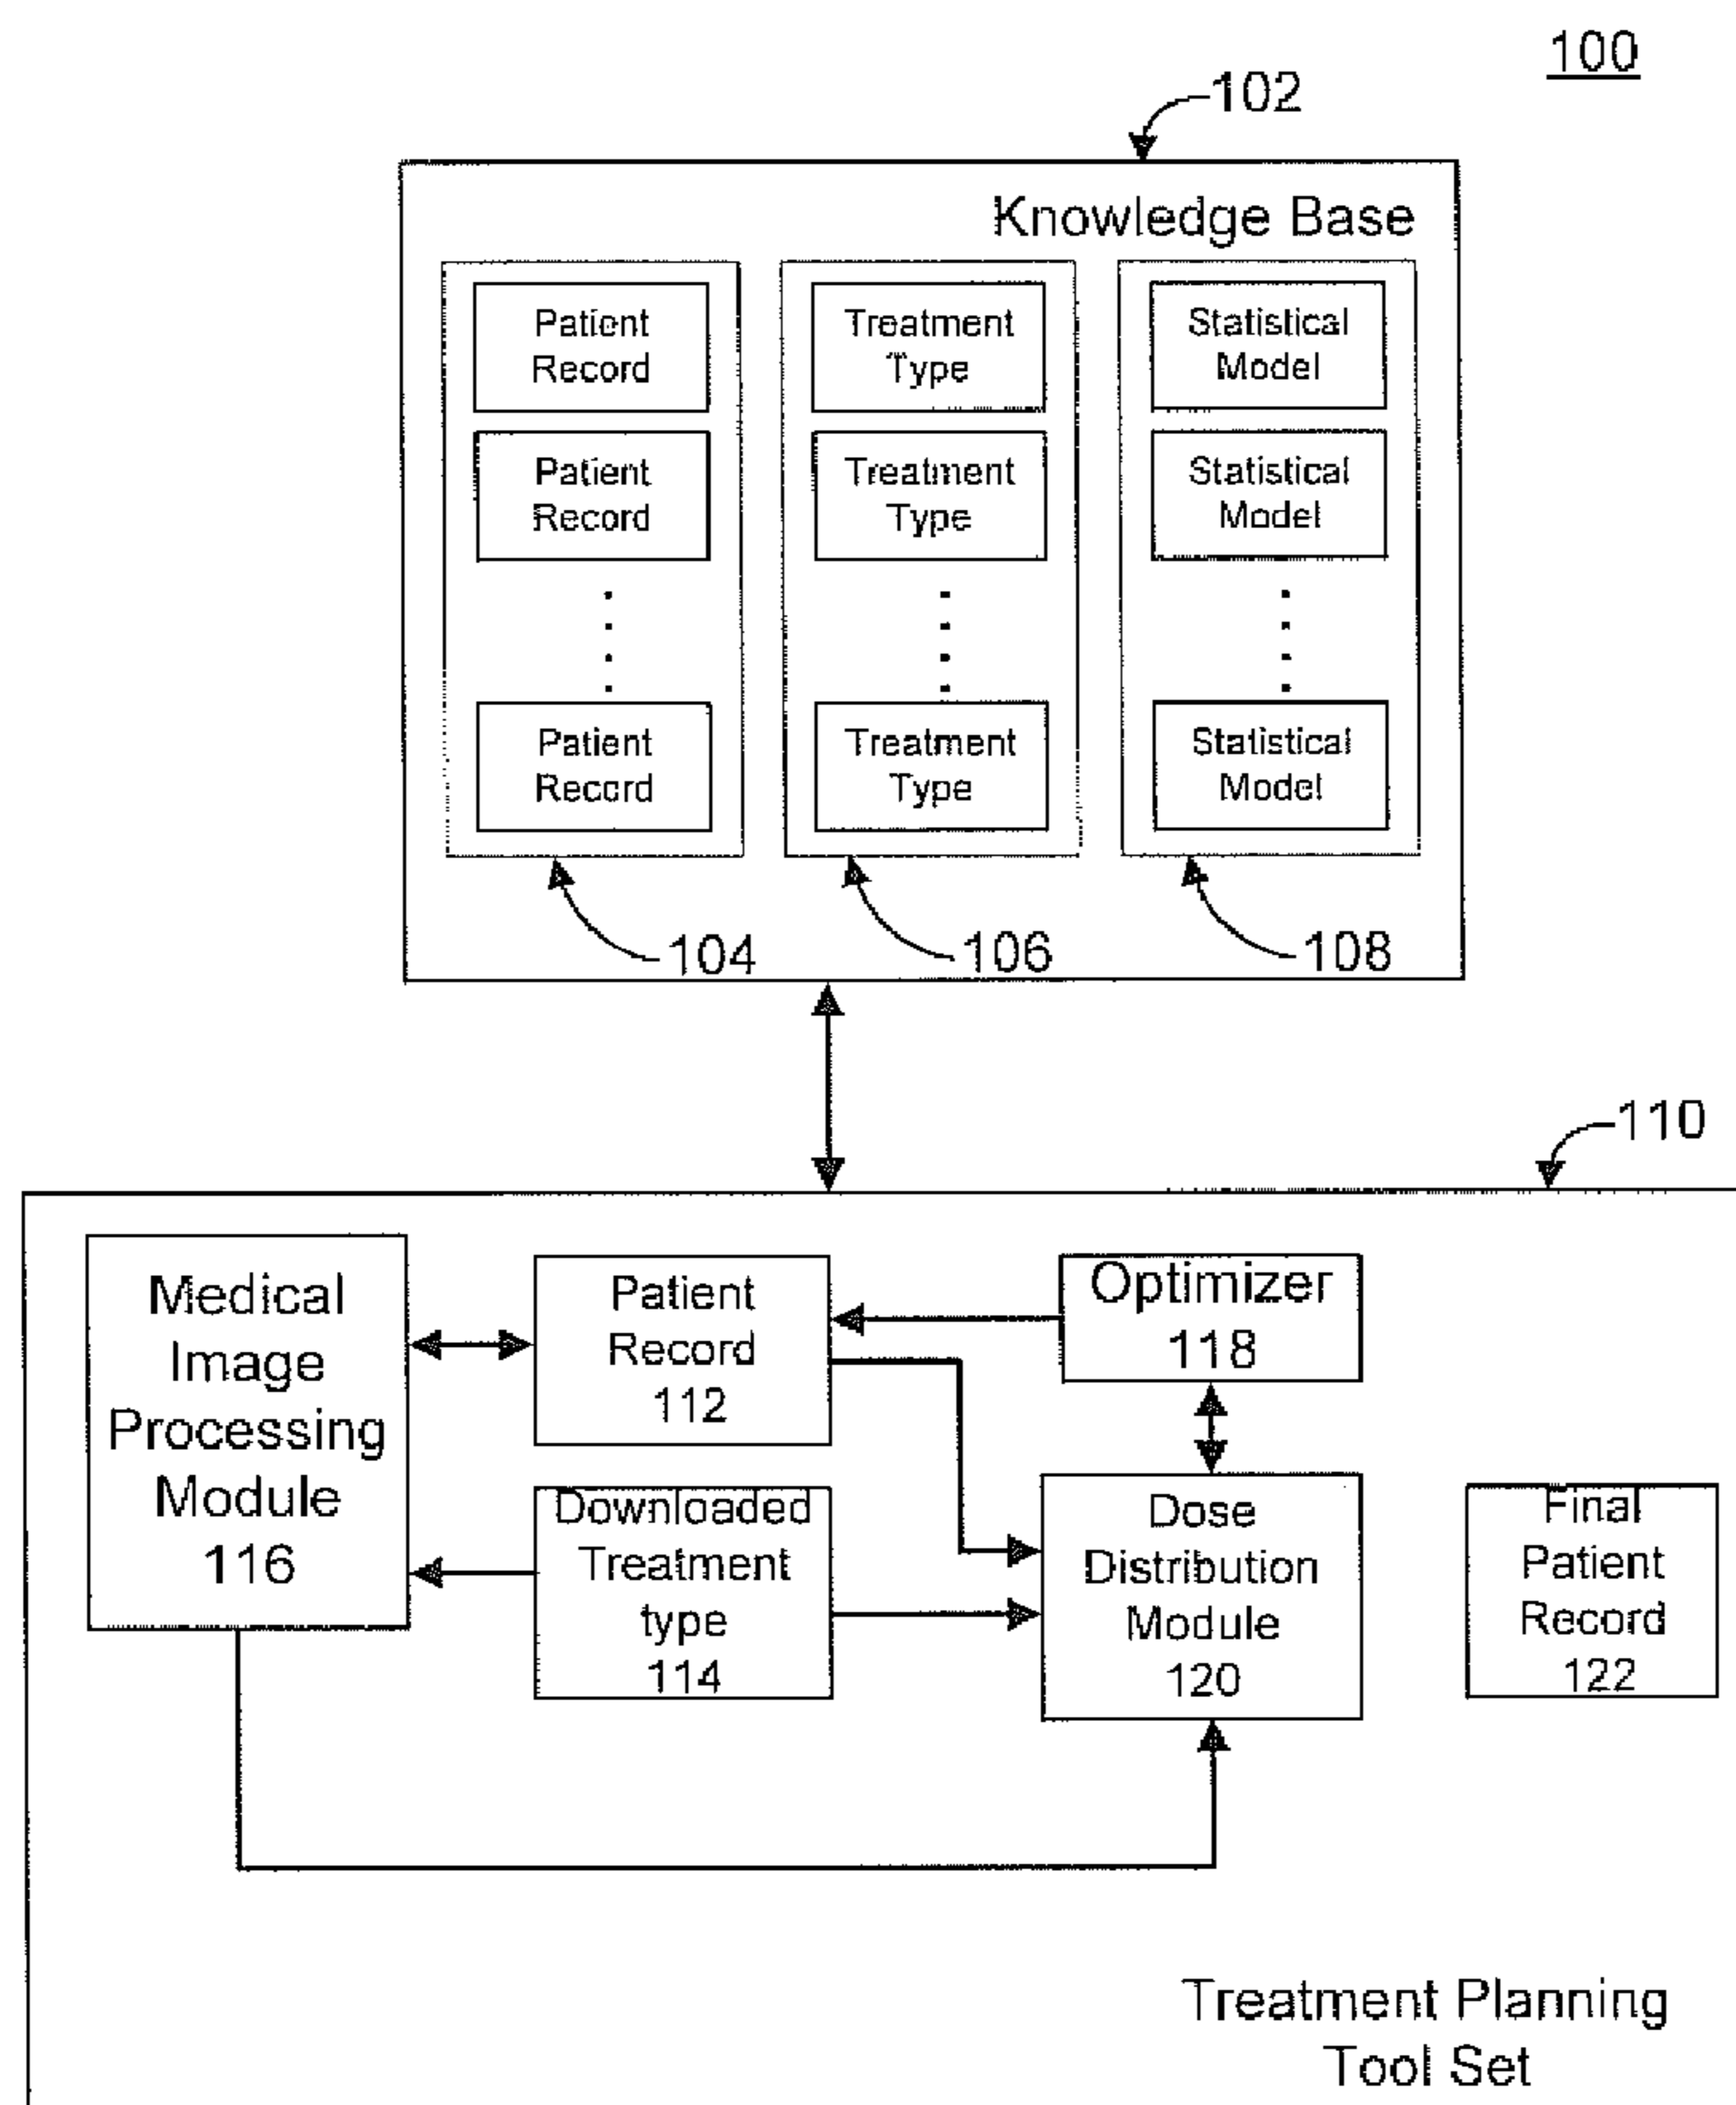 100
102
Knowledge Base
Patient
Record
Treatment
Type
Statistical
Model
Patient
Record
Treatment
Type
Statistical
Model
Patient
Record
Treatment
Type
Statistical
Model
104
106
108
110
Medical
Image
Processing
Module
116
Patient
Record
112
Optimizer
118
Downloaded
Treatment
type
114
Dose
Distribution
Module
120
Final
Patient
Record
122
Treatment Planning
Tool Set